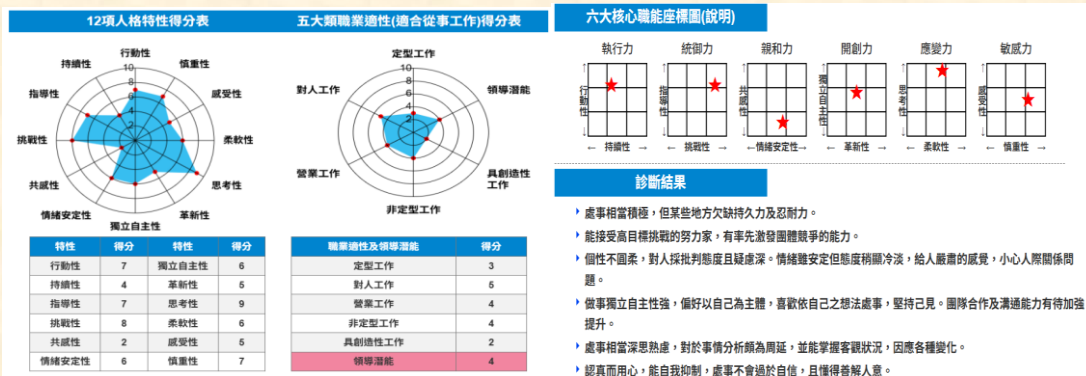 12項人格特性得分表
行動性
慎重性
感受性
柔軟性
思考性
革新性
獨立自主性
情緒安定性
共感性
挑戰性
指導性
持續性
10
8
6
4
2
特性 得分 特性 得分
行動性 7 獨立自主性 6
持續性 4 革新性 5
指導性 7 思考性 9
挑戰性 8 柔軟性 6
共感性 2 感受性 5
情緒安定性 6 慎重性 7
五大類職業適性(適合從事工作)得分表
定型工作
領導潛能
具創造性
工作
非定型工作
營業工作
對人工作
10
8
6
4
2
職業適性及領導潛能 得分
定型工作 3
對人工作 5
營業工作 4
非定型工作 4
具創造性工作 2
領導潛能 4
六大核心職能座標圖(說明)
執行力 統御力 親和力 開創力 應變力 敏感力
↑行動性↓ ↑指導性↓ ↑共感性↓ ↑獨立自主性↓ ↑思考性↓ ↑感受性↓
← 持續性 → ← 挑戰性 → ←情緒安定性→ ← 革新性 → ← 柔軟性 → ← 慎重性 →
診斷結果
處事相當積極，但某些地方欠缺持久力及忍耐力。
能接受高目標挑戰的努力家，有率先激發團體競爭的能力。
個性不圓柔，對人採批判態度且疑慮深。情緒雖安定但態度稍顯冷淡，給人嚴肅的感覺，小心人際關係問
題。
做事獨立自主性強，偏好以自己為主體，喜歡依自己之想法處事，堅持己見。團隊合作及溝通能力有待加強
提升。
處事相當深思熟慮，對於事情分析頗為周延，並能掌握客觀狀況，因應各種變化。
認真而用心，能自我抑制，處事不會過於自信，且懂得善解人意。